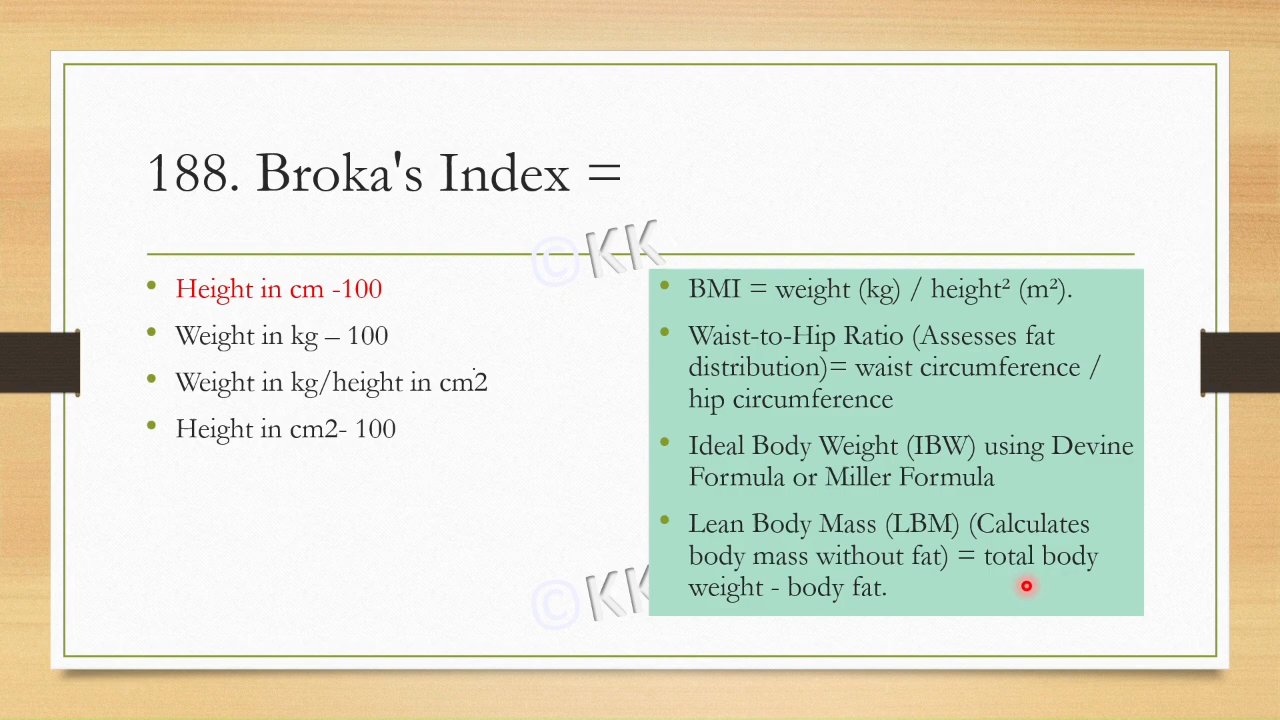 188. Broka's Index =
©KK
• Height in cm -100
• Weight in kg – 100
• Weight in kg/height in cm2
• Height in cm2- 100
• BMI = weight (kg) / height² (m²).
• Waist-to-Hip Ratio (Assesses fat
distribution)= waist circumference /
hip circumference
• Ideal Body Weight (IBW) using Devine
Formula or Miller Formula
• Lean Body Mass (LBM) (Calculates
body mass without fat) = total body
weight - body fat.
©KK